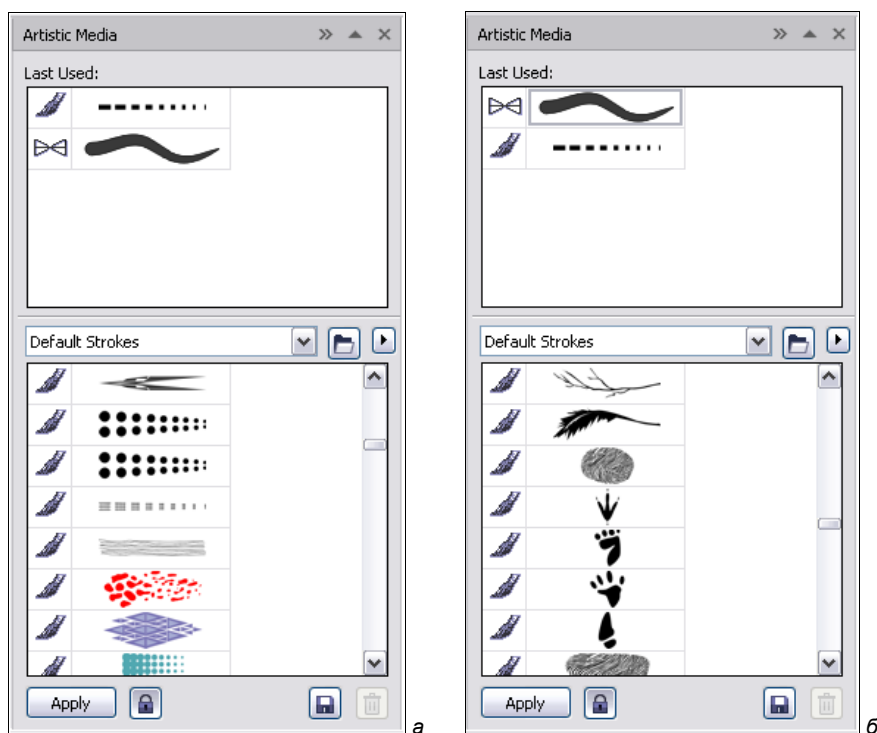 Artistic Media
Last Used:
Default Strokes
Apply
а
Artistic Media
Last Used:
Default Strokes
Apply
б